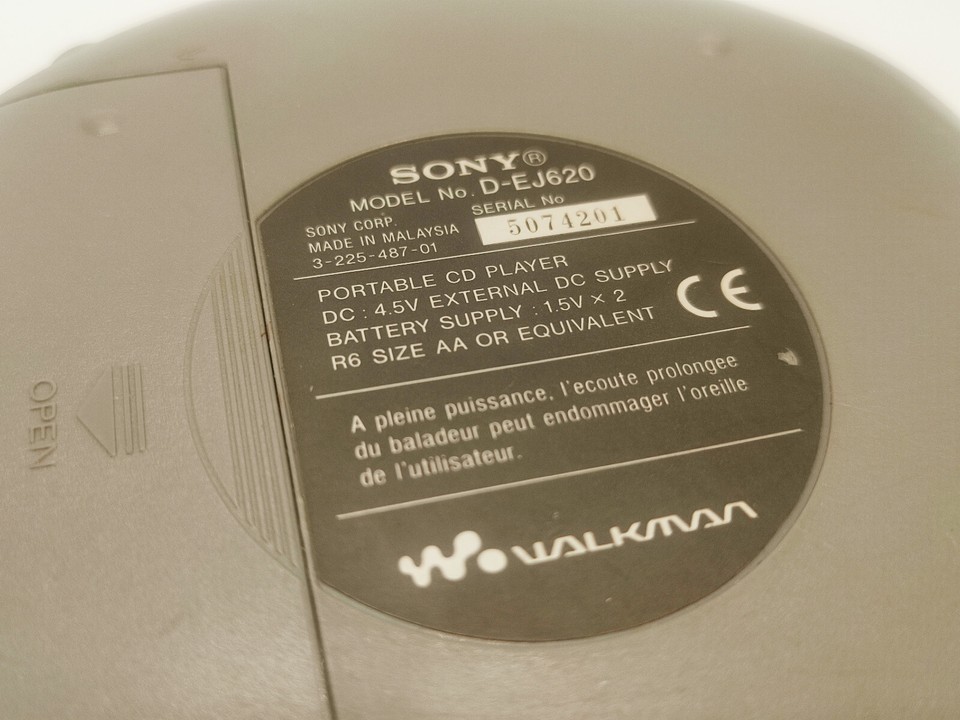 SONY®
MODEL No. D-EJ620
SONY CORP.
MADE IN MALAYSIA
3-225-487-01
SERIAL No
5074201
PORTABLE CD PLAYER
DC : 4.5V EXTERNAL DC SUPPLY
BATTERY SUPPLY : 1.5V × 2
R6 SIZE AA OR EQUIVALENT
CE
A pleine puissance, l'ecoute prolongee
du baladeur peut endommager l'oreille
de l'utilisateur.
WALKMAN
OPEN